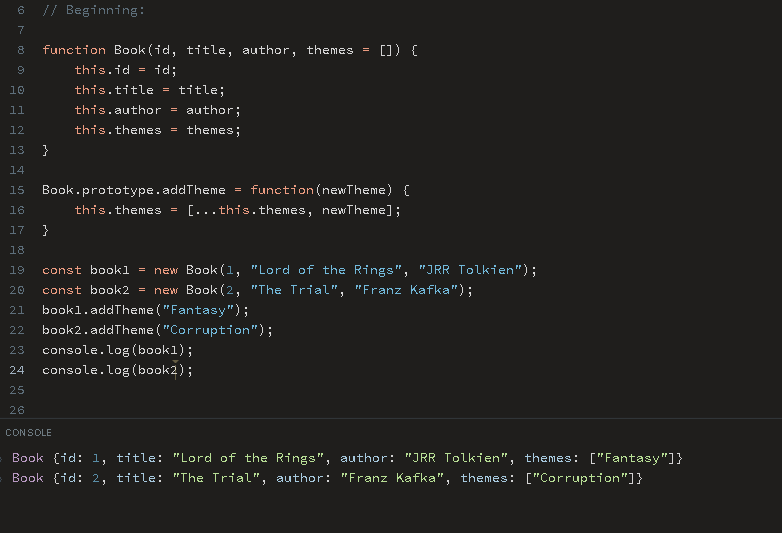 6 // Beginning:
7
8 function Book(id, title, author, themes = []) {
9     this.id = id;
10     this.title = title;
11     this.author = author;
12     this.themes = themes;
13 }
14
15 Book.prototype.addTheme = function(newTheme) {
16     this.themes = [...this.themes, newTheme];
17 }
18
19 const book1 = new Book(1, "Lord of the Rings", "JRR Tolkien");
20 const book2 = new Book(2, "The Trial", "Franz Kafka");
21 book1.addTheme("Fantasy");
22 book2.addTheme("Corruption");
23 console.log(book1);
24 console.log(book2);
25
26
CONSOLE
Book {id: 1, title: "Lord of the Rings", author: "JRR Tolkien", themes: ["Fantasy"]}
Book {id: 2, title: "The Trial", author: "Franz Kafka", themes: ["Corruption"]}